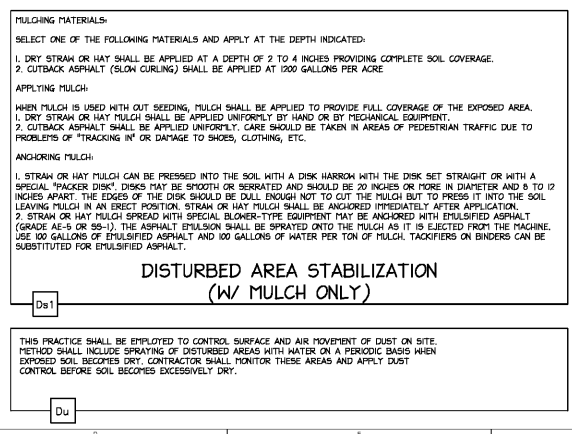 MULCHING MATERIALS:
SELECT ONE OF THE FOLLOWING MATERIALS AND APPLY AT THE DEPTH INDICATED:
1. DRY STRAW OR HAY SHALL BE APPLIED AT A DEPTH OF 2 TO 4 INCHES PROVIDING COMPLETE SOIL COVERAGE.
2. CUTBACK ASPHALT (SLOW CURLING) SHALL BE APPLIED AT 1200 GALLONS PER ACRE
APPLYING MULCH:
WHEN MULCH IS USED WITH OUT SEEDING, MULCH SHALL BE APPLIED TO PROVIDE FULL COVERAGE OF THE EXPOSED AREA.
1. DRY STRAW OR HAY MULCH SHALL BE APPLIED UNIFORMLY BY HAND OR BY MECHANICAL EQUIPMENT.
2. CUTBACK ASPHALT SHALL BE APPLIED UNIFORMLY. CARE SHOULD BE TAKEN IN AREAS OF PEDESTRIAN TRAFFIC DUE TO
PROBLEMS OF "TRACKING IN" OR DAMAGE TO SHOES, CLOTHING, ETC.
ANCHORING MULCH:
1. STRAW OR HAY MULCH CAN BE PRESSED INTO THE SOIL WITH A DISK HARROW WITH THE DISK SET STRAIGHT OR WITH A
SPECIAL "PACKER DISK". DISKS MAY BE SMOOTH OR SERRATED AND SHOULD BE 20 INCHES OR MORE IN DIAMETER AND 8 TO 12
INCHES APART. THE EDGES OF THE DISK SHOULD BE DULL ENOUGH NOT TO CUT THE MULCH BUT TO PRESS IT INTO THE SOIL
LEAVING MULCH IN AN ERECT POSITION. STRAW OR HAY MULCH SHALL BE ANCHORED IMMEDIATELY AFTER APPLICATION.
2. STRAW OR HAY MULCH SPREAD WITH SPECIAL BLOWER-TYPE EQUIPMENT MAY BE ANCHORED WITH EMULSIFIED ASPHALT
(GRADE AE-5 OR SS-1). THE ASPHALT EMULSION SHALL BE SPRAYED ONTO THE MULCH AS IT IS EJECTED FROM THE MACHINE.
USE 100 GALLONS OF EMULSIFIED ASPHALT AND 100 GALLONS OF WATER PER TON OF MULCH. TACKIFIERS ON BINDERS CAN BE
SUBSTITUTED FOR EMULSIFIED ASPHALT.
DISTURBED AREA STABILIZATION
(W/ MULCH ONLY)
Ds1
THIS PRACTICE SHALL BE EMPLOYED TO CONTROL SURFACE AND AIR MOVEMENT OF DUST ON SITE.
METHOD SHALL INCLUDE SPRAYING OF DISTURBED AREAS WITH WATER ON A PERIODIC BASIS WHEN
EXPOSED SOIL BECOMES DRY. CONTRACTOR SHALL MONITOR THESE AREAS AND APPLY DUST
CONTROL BEFORE SOIL BECOMES EXCESSIVELY DRY.
Du